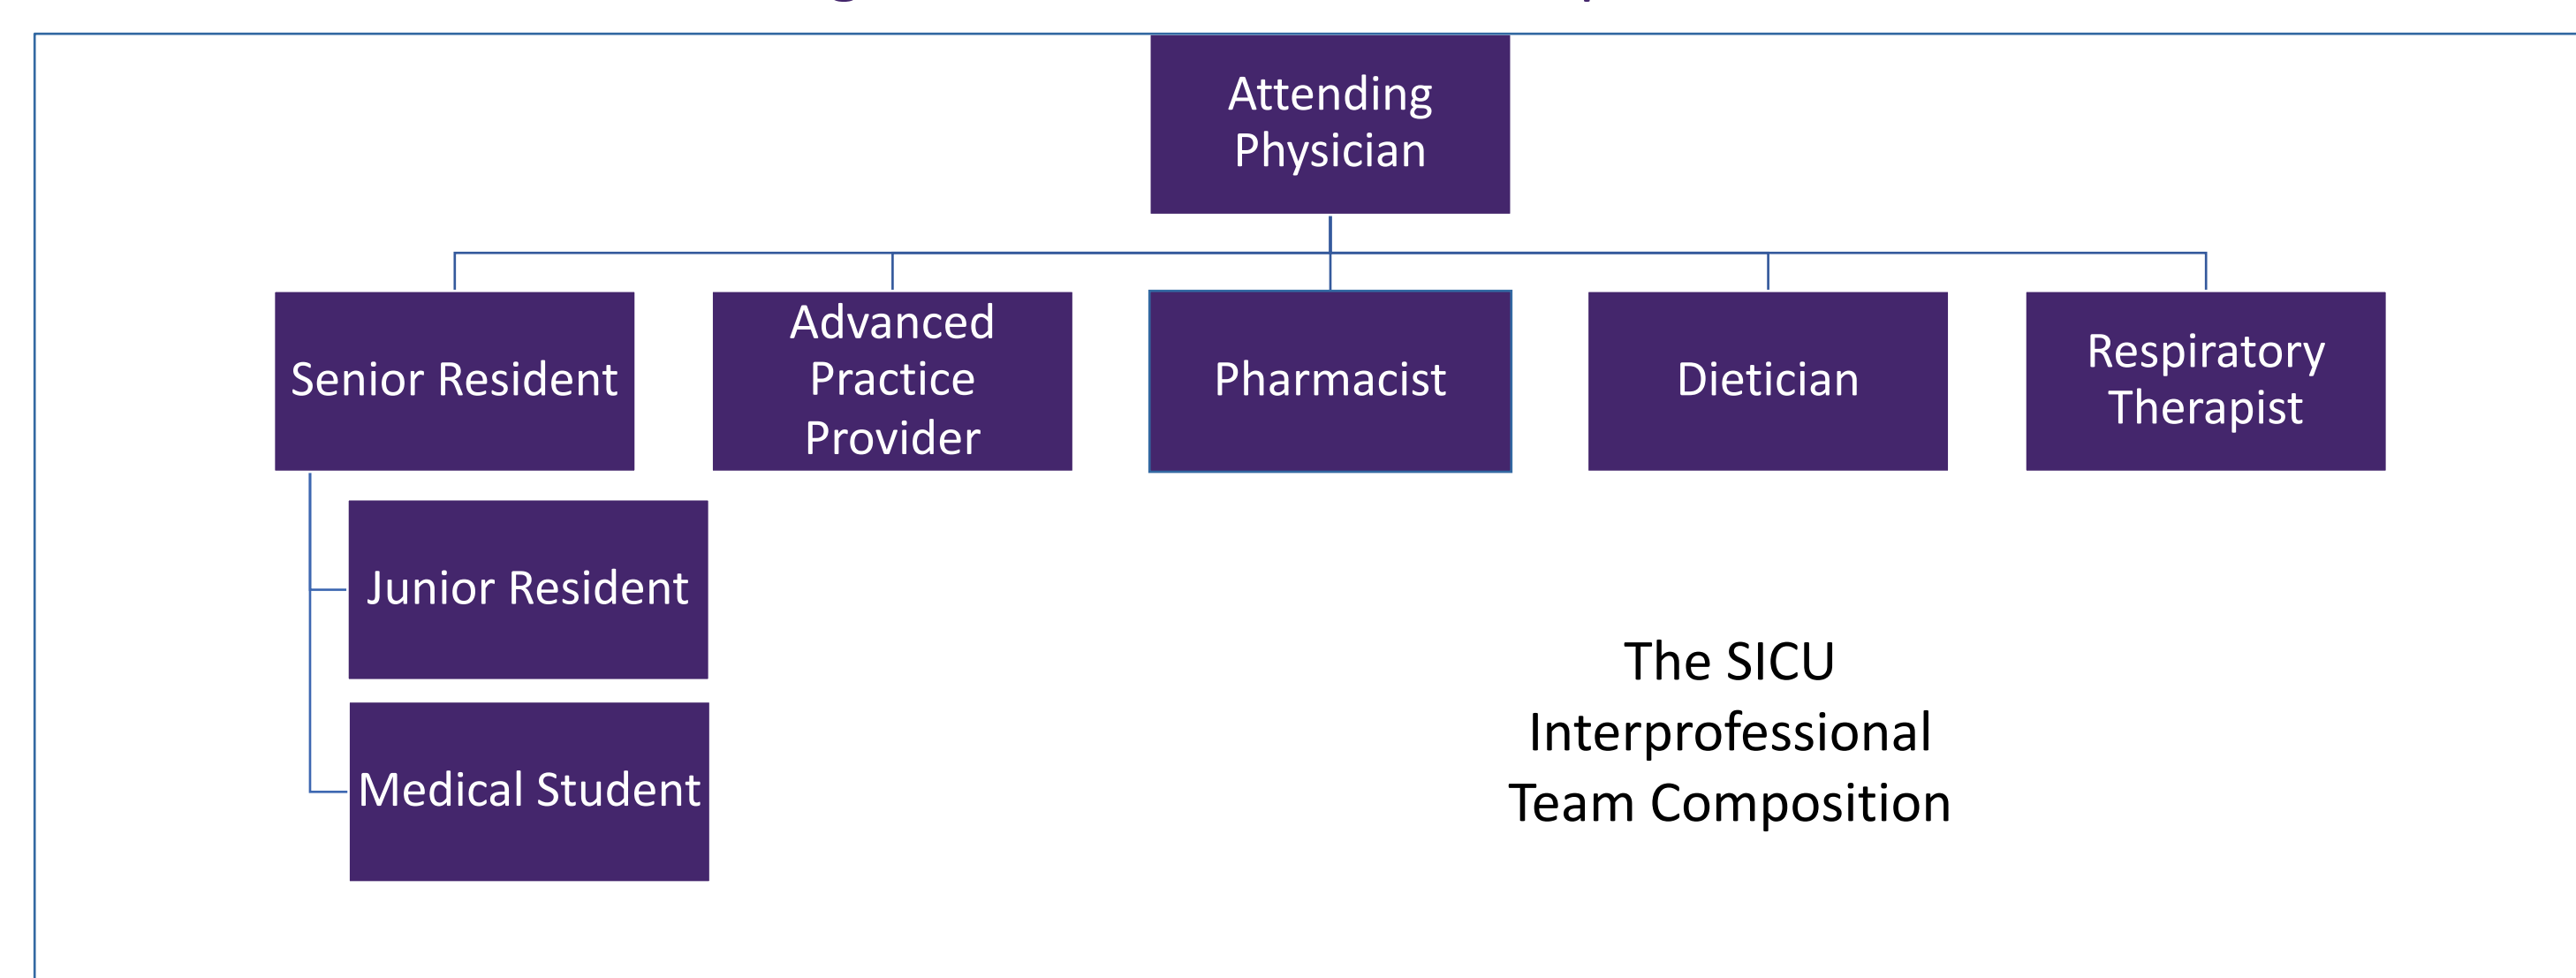 Attending
Physician
Senior Resident
Advanced
Practice
Provider
Pharmacist
Dietician
Respiratory
Therapist
Junior Resident
Medical Student
The SICU
Interprofessional
Team Composition